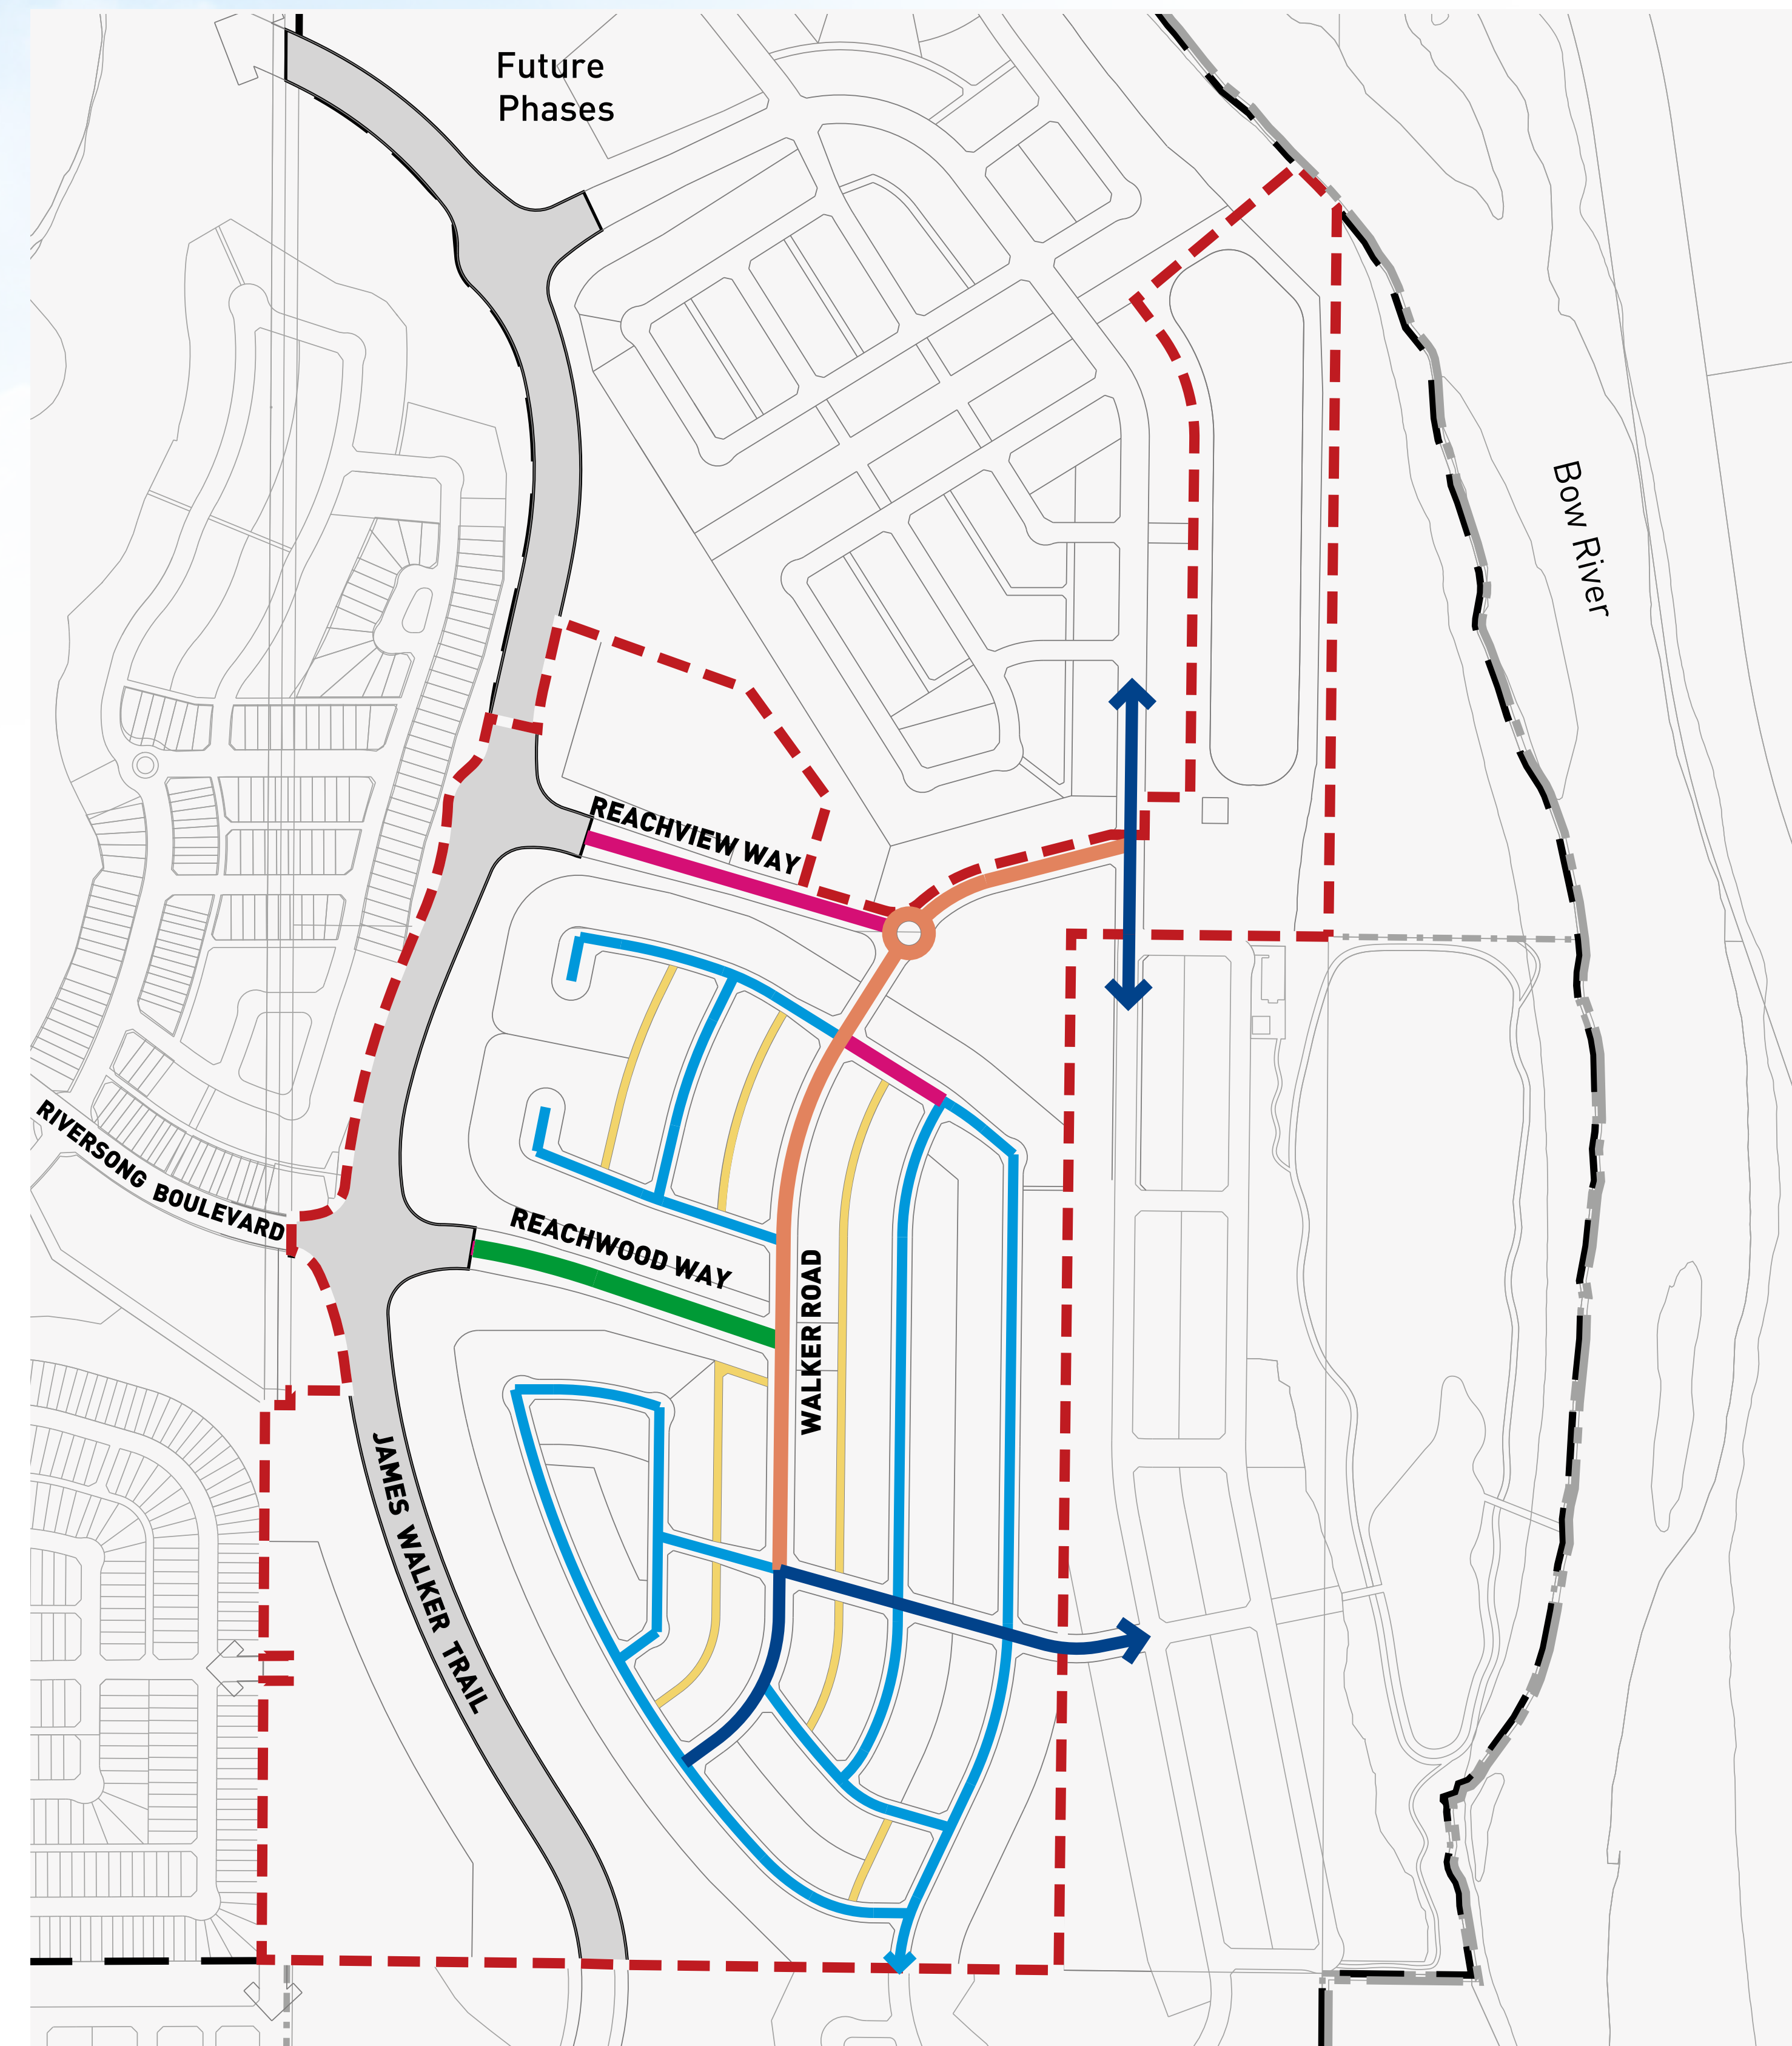 Future
Phases
Bow River
REACHVIEW WAY
RIVERSONG BOULEVARD
REACHWOOD WAY
WALKER ROAD
JAMES WALKER TRAIL